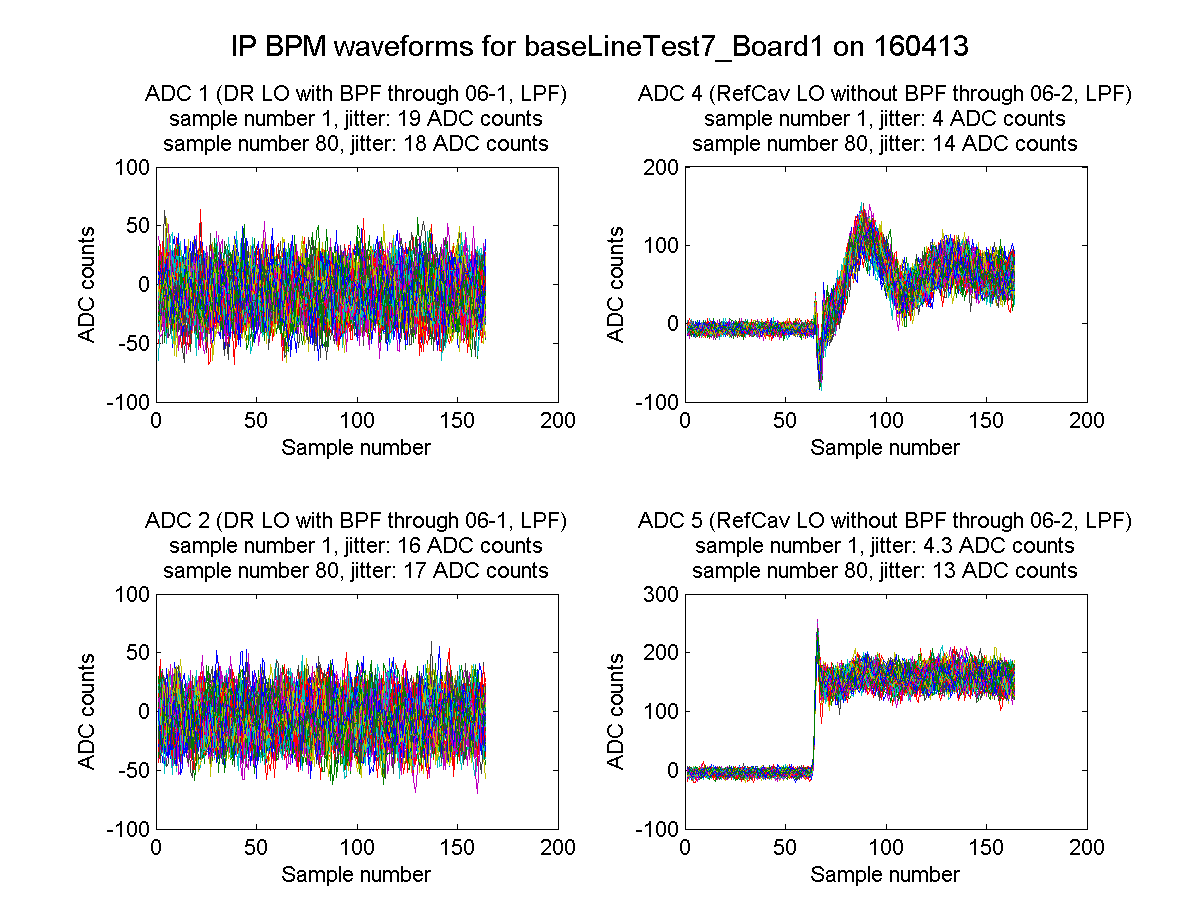 IP BPM waveforms for baseLineTest7_Board1 on 160413
ADC 1 (DR LO with BPF through 06-1, LPF)
sample number 1, jitter: 19 ADC counts
sample number 80, jitter: 18 ADC counts
100
50
0
-50
-100
ADC counts
0 50 100 150 200
Sample number
ADC 4 (RefCav LO without BPF through 06-2, LPF)
sample number 1, jitter: 4 ADC counts
sample number 80, jitter: 14 ADC counts
200
100
0
-100
ADC counts
0 50 100 150 200
Sample number
ADC 2 (DR LO with BPF through 06-1, LPF)
sample number 1, jitter: 16 ADC counts
sample number 80, jitter: 17 ADC counts
100
50
0
-50
-100
ADC counts
0 50 100 150 200
Sample number
ADC 5 (RefCav LO without BPF through 06-2, LPF)
sample number 1, jitter: 4.3 ADC counts
sample number 80, jitter: 13 ADC counts
300
200
100
0
-100
ADC counts
0 50 100 150 200
Sample number